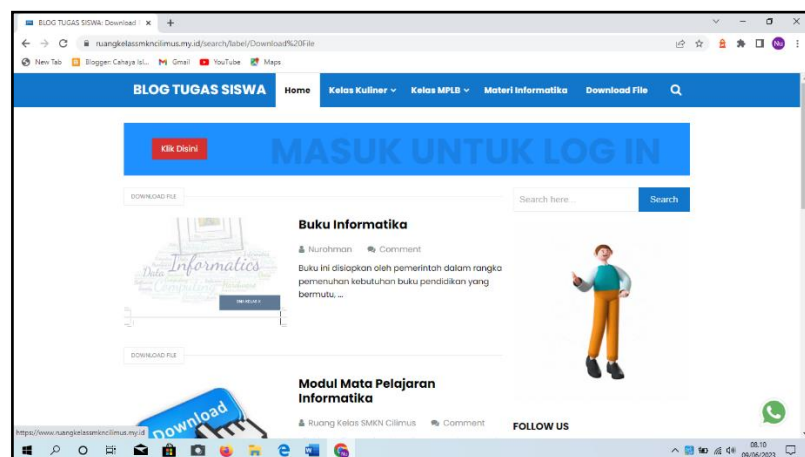 BLOG TUGAS SISWA: Download F
ruangkelassmkncilimus.my.id/search/label/Download%20File
New Tab Blogger: Cahaya Isl... Gmail YouTube Maps
BLOG TUGAS SISWA Home Kelas Kuliner Kelas MPLB Materi Informatika Download File
Klik Disini MASUK UNTUK LOG IN
DOWNLOAD FILE
Search here... Search
Buku Informatika
Nurohman Comment
Buku ini disiapkan oleh pemerintah dalam rangka
pemenuhan kebutuhan buku pendidikan yang
bermutu, ...
Data Informatics
Computing Hardware
DOWNLOAD FILE
Modul Mata Pelajaran
Informatika
Ruang Kelas SMKN Cilimus Comment
Download
FOLLOW US
https://www.ruangkelassmkncilimus.my.id
08.10
09/06/2023